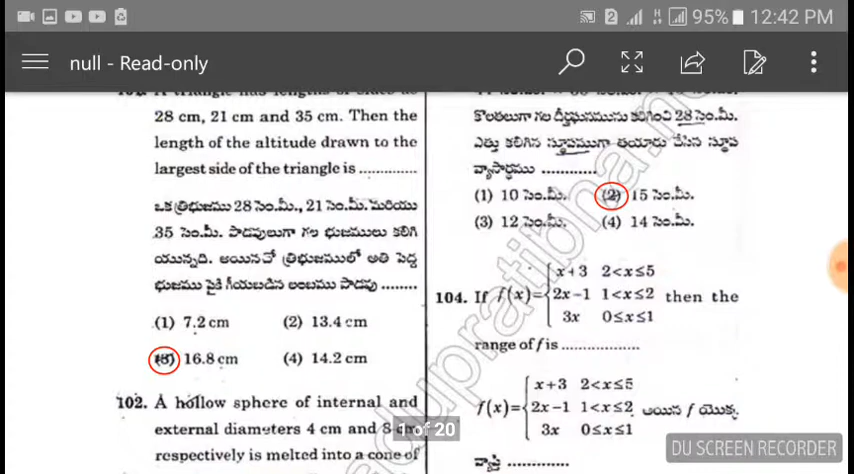 95% 12:42 PM
null - Read-only
28 cm, 21 cm and 35 cm. Then the
length of the altitude drawn to the
largest side of the triangle is .............
ఒక త్రిభుజము 28 సెం.మీ., 21 సెం.మీ. మరియు
35 సెం.మీ. పొడవులుగా గల భుజములు కలిగి
యున్నది. అయినచో త్రిభుజములో అతి పెద్ద
భుజము పైకి గీయబడిన లంబము పొడవు ........
(1) 7.2 cm (2) 13.4 cm
(3) 16.8 cm (4) 14.2 cm
102. A hollow sphere of internal and
external diameters 4 cm and 8 cm
respectively is melted into a cone of
కొలతలుగా గల దీర్ఘఘనమును కరిగించి 28 సెం.మీ.
ఎత్తు కలిగిన స్థూపముగా తయారు చేసిన స్థూప
వ్యాసార్థము ............
(1) 10 సెం.మీ. (2) 15 సెం.మీ.
(3) 12 సెం.మీ. (4) 14 సెం.మీ.
104. If f(x)={ x+3 2<x≤5
2x−1 1<x≤2 then the
3x 0≤x≤1
range of f is ..................
f(x)={ x+3 2<x≤5
2x−1 1<x≤2 అయిన f యొక్క
3x 0≤x≤1
వ్యాప్తి ..............
1 of 20
DU SCREEN RECORDER